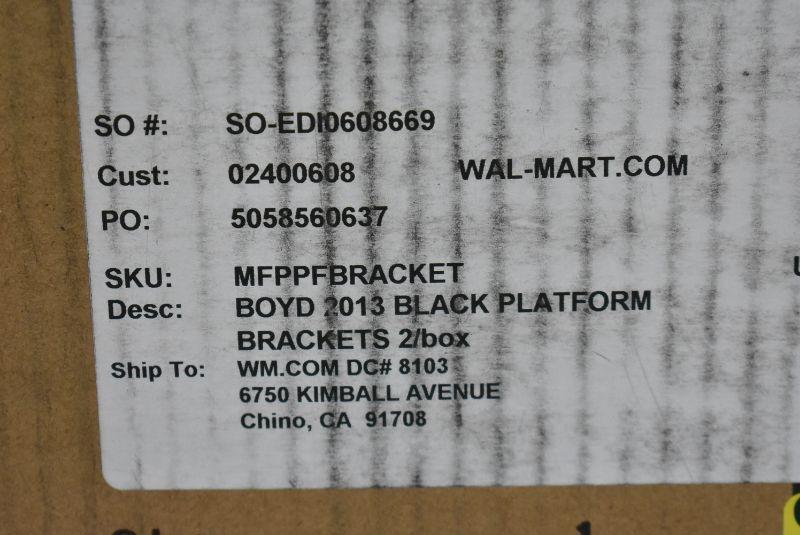 SO #: SO-EDI0608669
Cust: 02400608 WAL-MART.COM
PO: 5058560637
SKU: MFPPFBRACKET
Desc: BOYD 2013 BLACK PLATFORM
BRACKETS 2/box
Ship To: WM.COM DC# 8103
6750 KIMBALL AVENUE
Chino, CA 91708